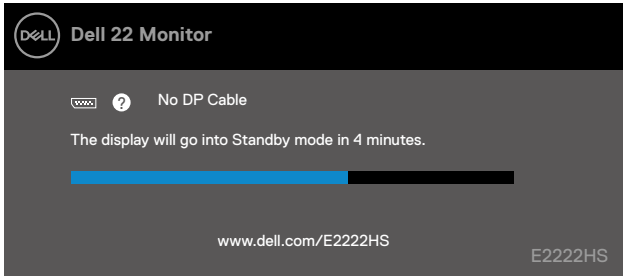 DELL
Dell 22 Monitor
? No DP Cable
The display will go into Standby mode in 4 minutes.
www.dell.com/E2222HS
E2222HS